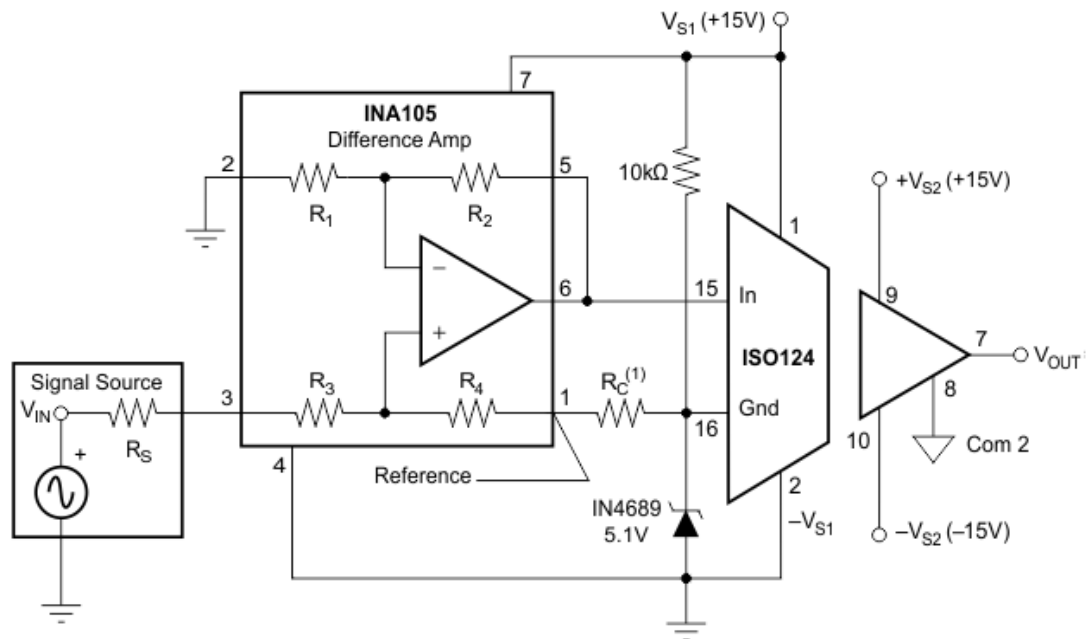 V_S1 (+15V)
7
INA105
Difference Amp
2
5
R_1
R_2
10kΩ
+V_S2 (+15V)
1
−
+
6
15
In
9
ISO124
7
V_OUT=
8
Signal Source
V_IN
R_S
+
3
R_3
R_4
1
R_C^(1)
Gnd
16
10
Com 2
4
Reference
2
IN4689
5.1V
−V_S1
−V_S2 (−15V)